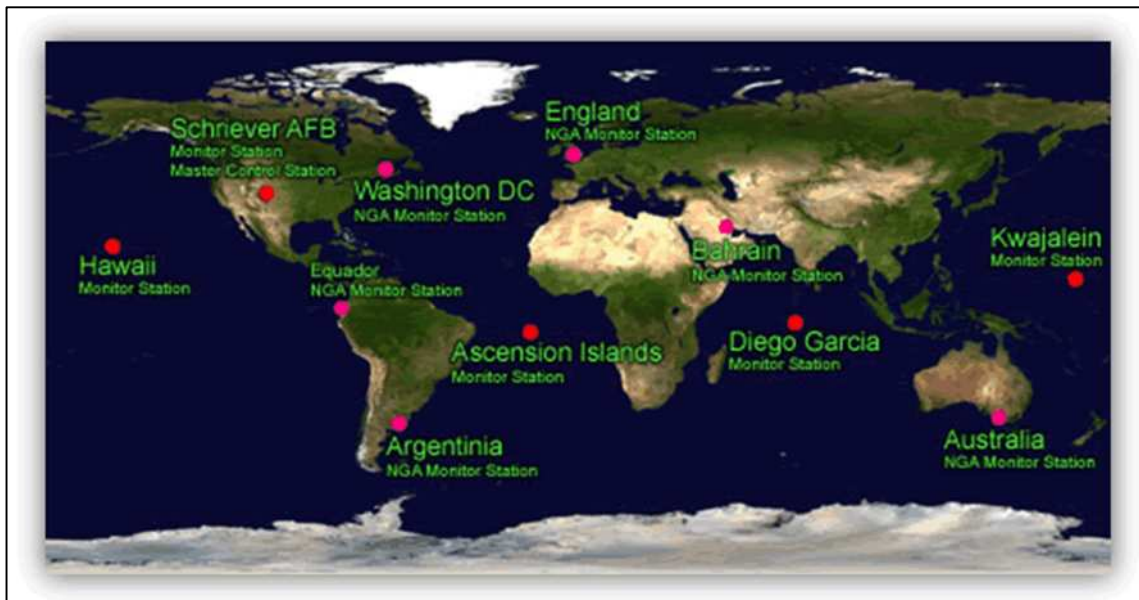 England
NGA Monitor Station
Schriever AFB
Monitor Station
Master Control Station
Washington DC
NGA Monitor Station
Hawaii
Monitor Station
Equador
NGA Monitor Station
Bahrain
NGA Monitor Station
Kwajalein
Monitor Station
Ascension Islands
Monitor Station
Diego Garcia
Monitor Station
Argentinia
NGA Monitor Station
Australia
NGA Monitor Station